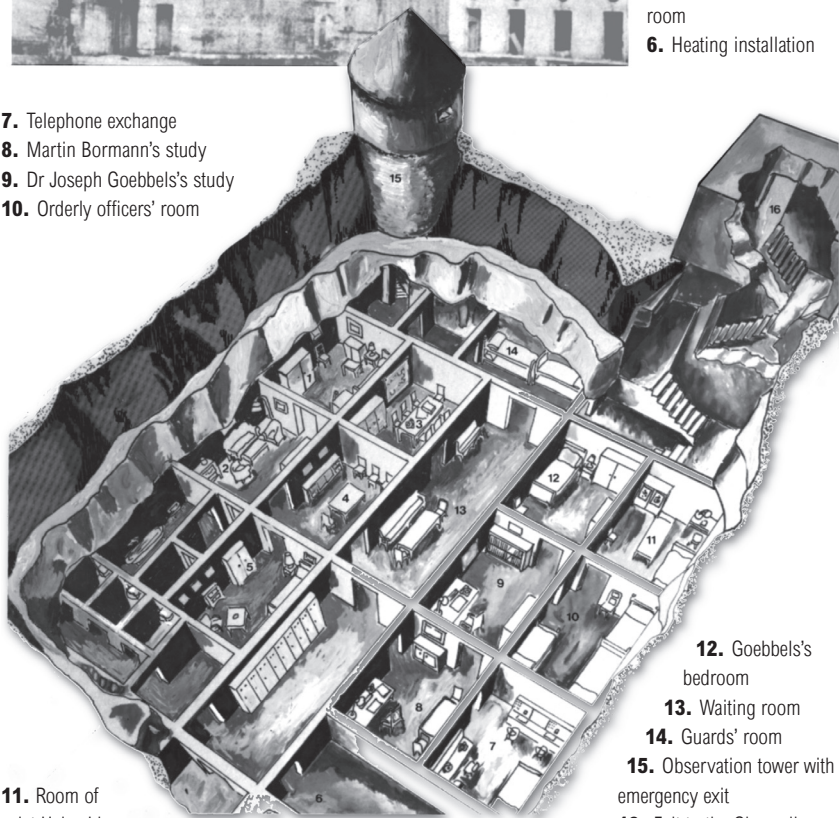 room
6. Heating installation
7. Telephone exchange
8. Martin Bormann's study
9. Dr Joseph Goebbels's study
10. Orderly officers' room
15
16
14
1
3
2
4
13
12
11
5
9
10
8
7
6.
12. Goebbels's
bedroom
13. Waiting room
14. Guards' room
15. Observation tower with
emergency exit
11. Room of